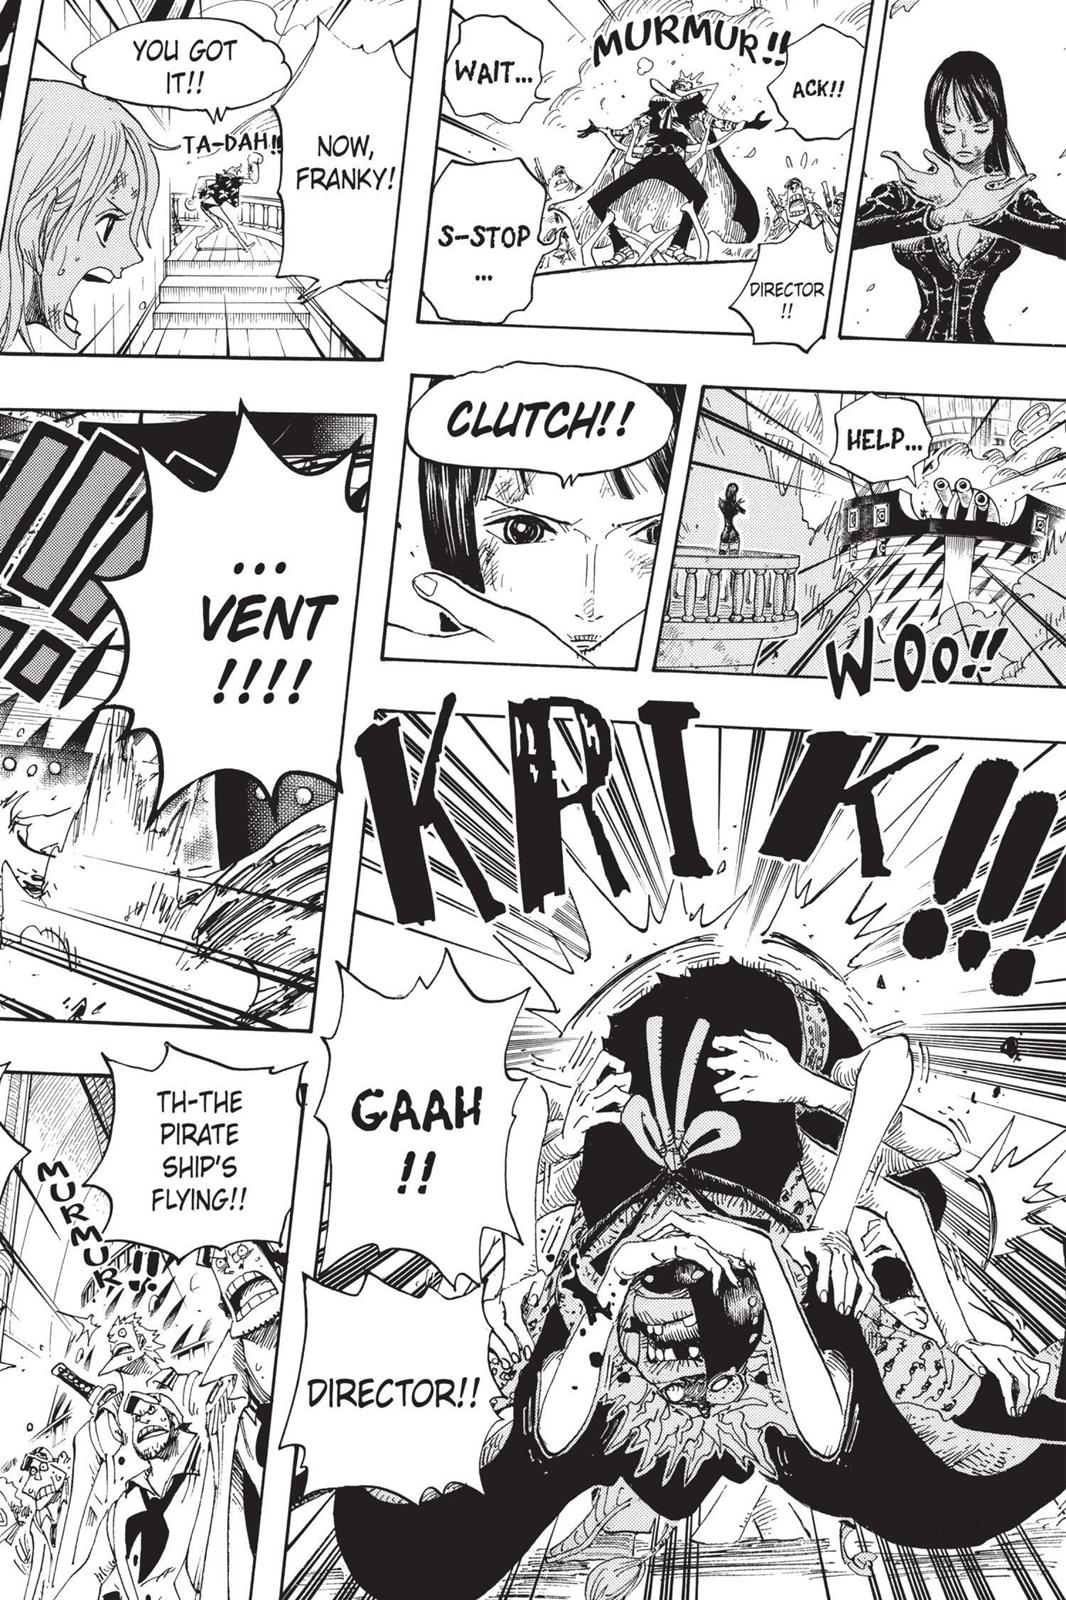 ACK!!
MURMUR!!
DIRECTOR
!!
WAIT...
S-STOP
...
NOW,
FRANKY!
YOU GOT
IT!!
TA-DAH!!
HELP...
WOO!!
CLUTCH!!
KRIK!!!
GAAH
!!
DIRECTOR!!
...
VENT
!!!!
TH-THE
PIRATE
SHIP'S
FLYING!!
MURMUR!!